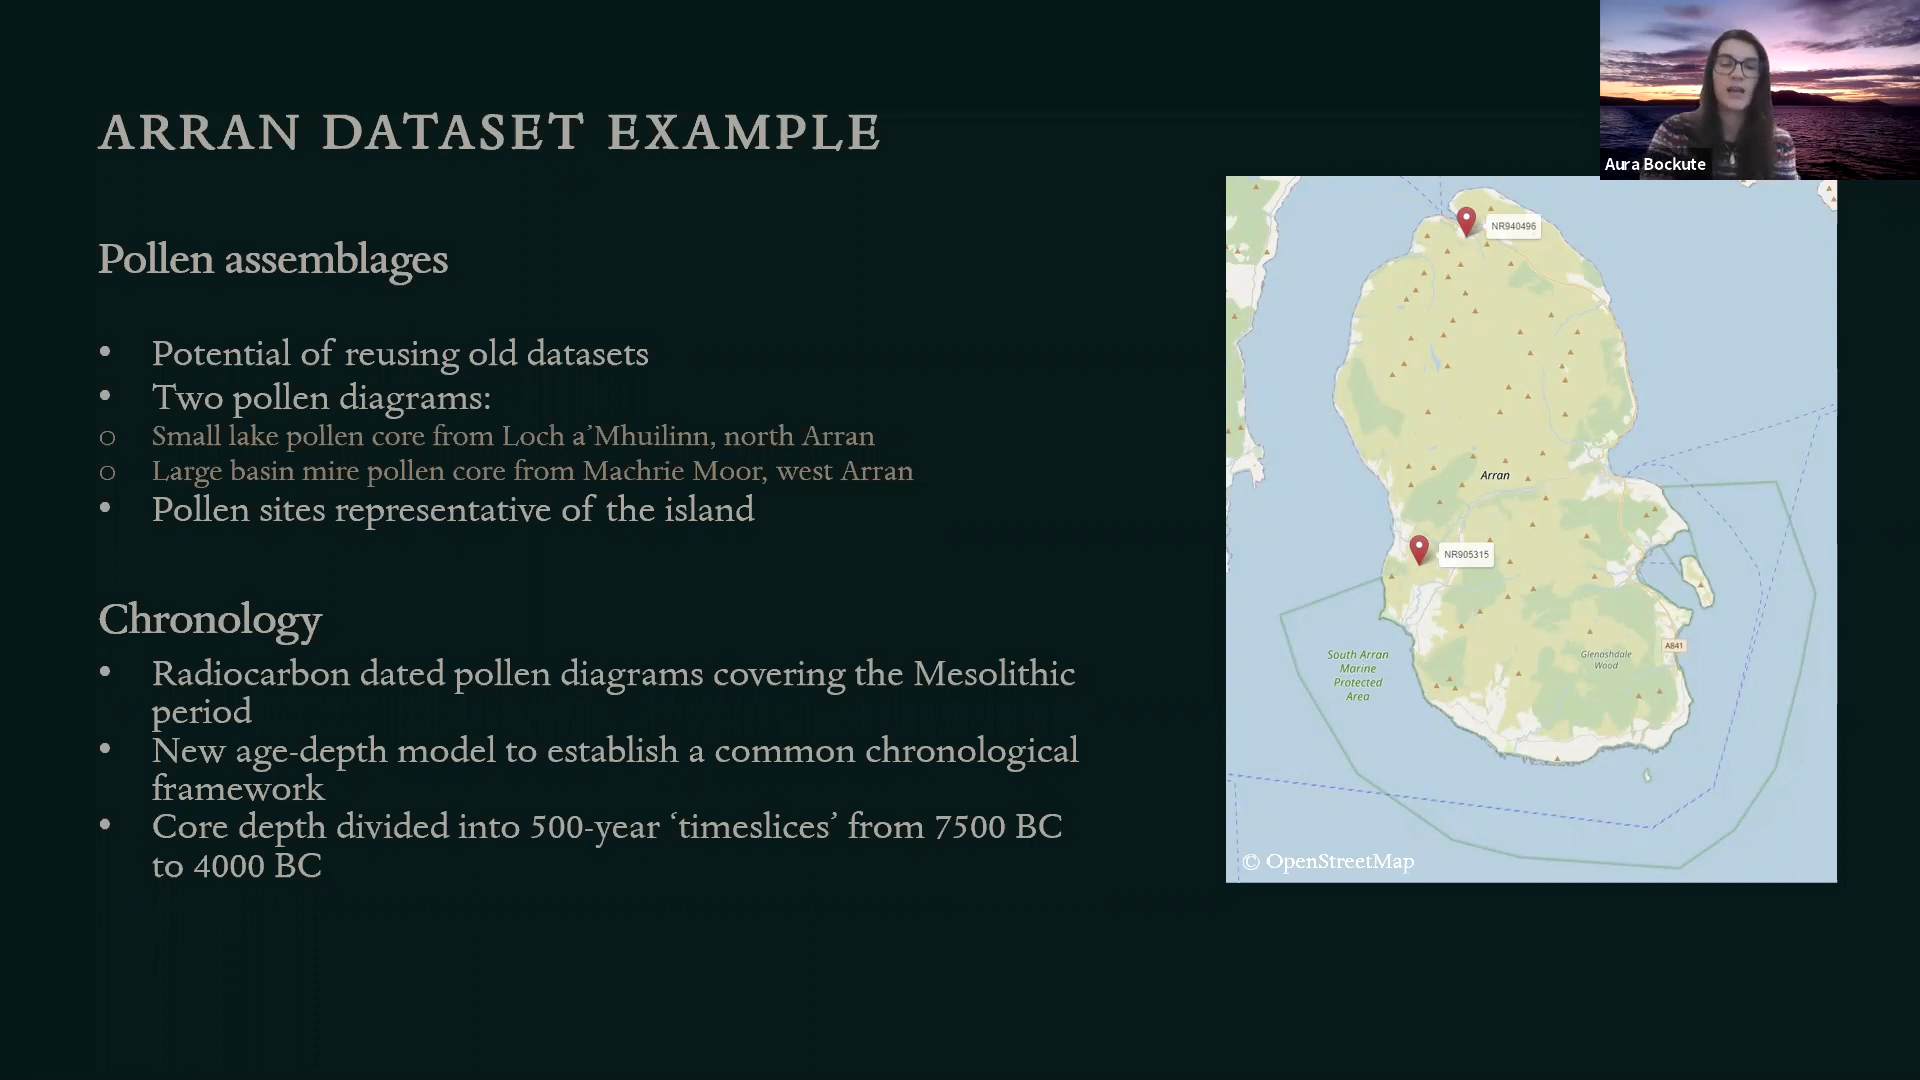 Aura Bockute
ARRAN DATASET EXAMPLE
Pollen assemblages
• Potential of reusing old datasets
• Two pollen diagrams:
○ Small lake pollen core from Loch a’Mhuilinn, north Arran
○ Large basin mire pollen core from Machrie Moor, west Arran
• Pollen sites representative of the island
Chronology
• Radiocarbon dated pollen diagrams covering the Mesolithic
period
• New age-depth model to establish a common chronological
framework
• Core depth divided into 500-year ‘timeslices’ from 7500 BC
to 4000 BC
NR940496
Arran
NR905315
South Arran
Marine
Protected
Area
Glenashdale
Wood
A841
© OpenStreetMap